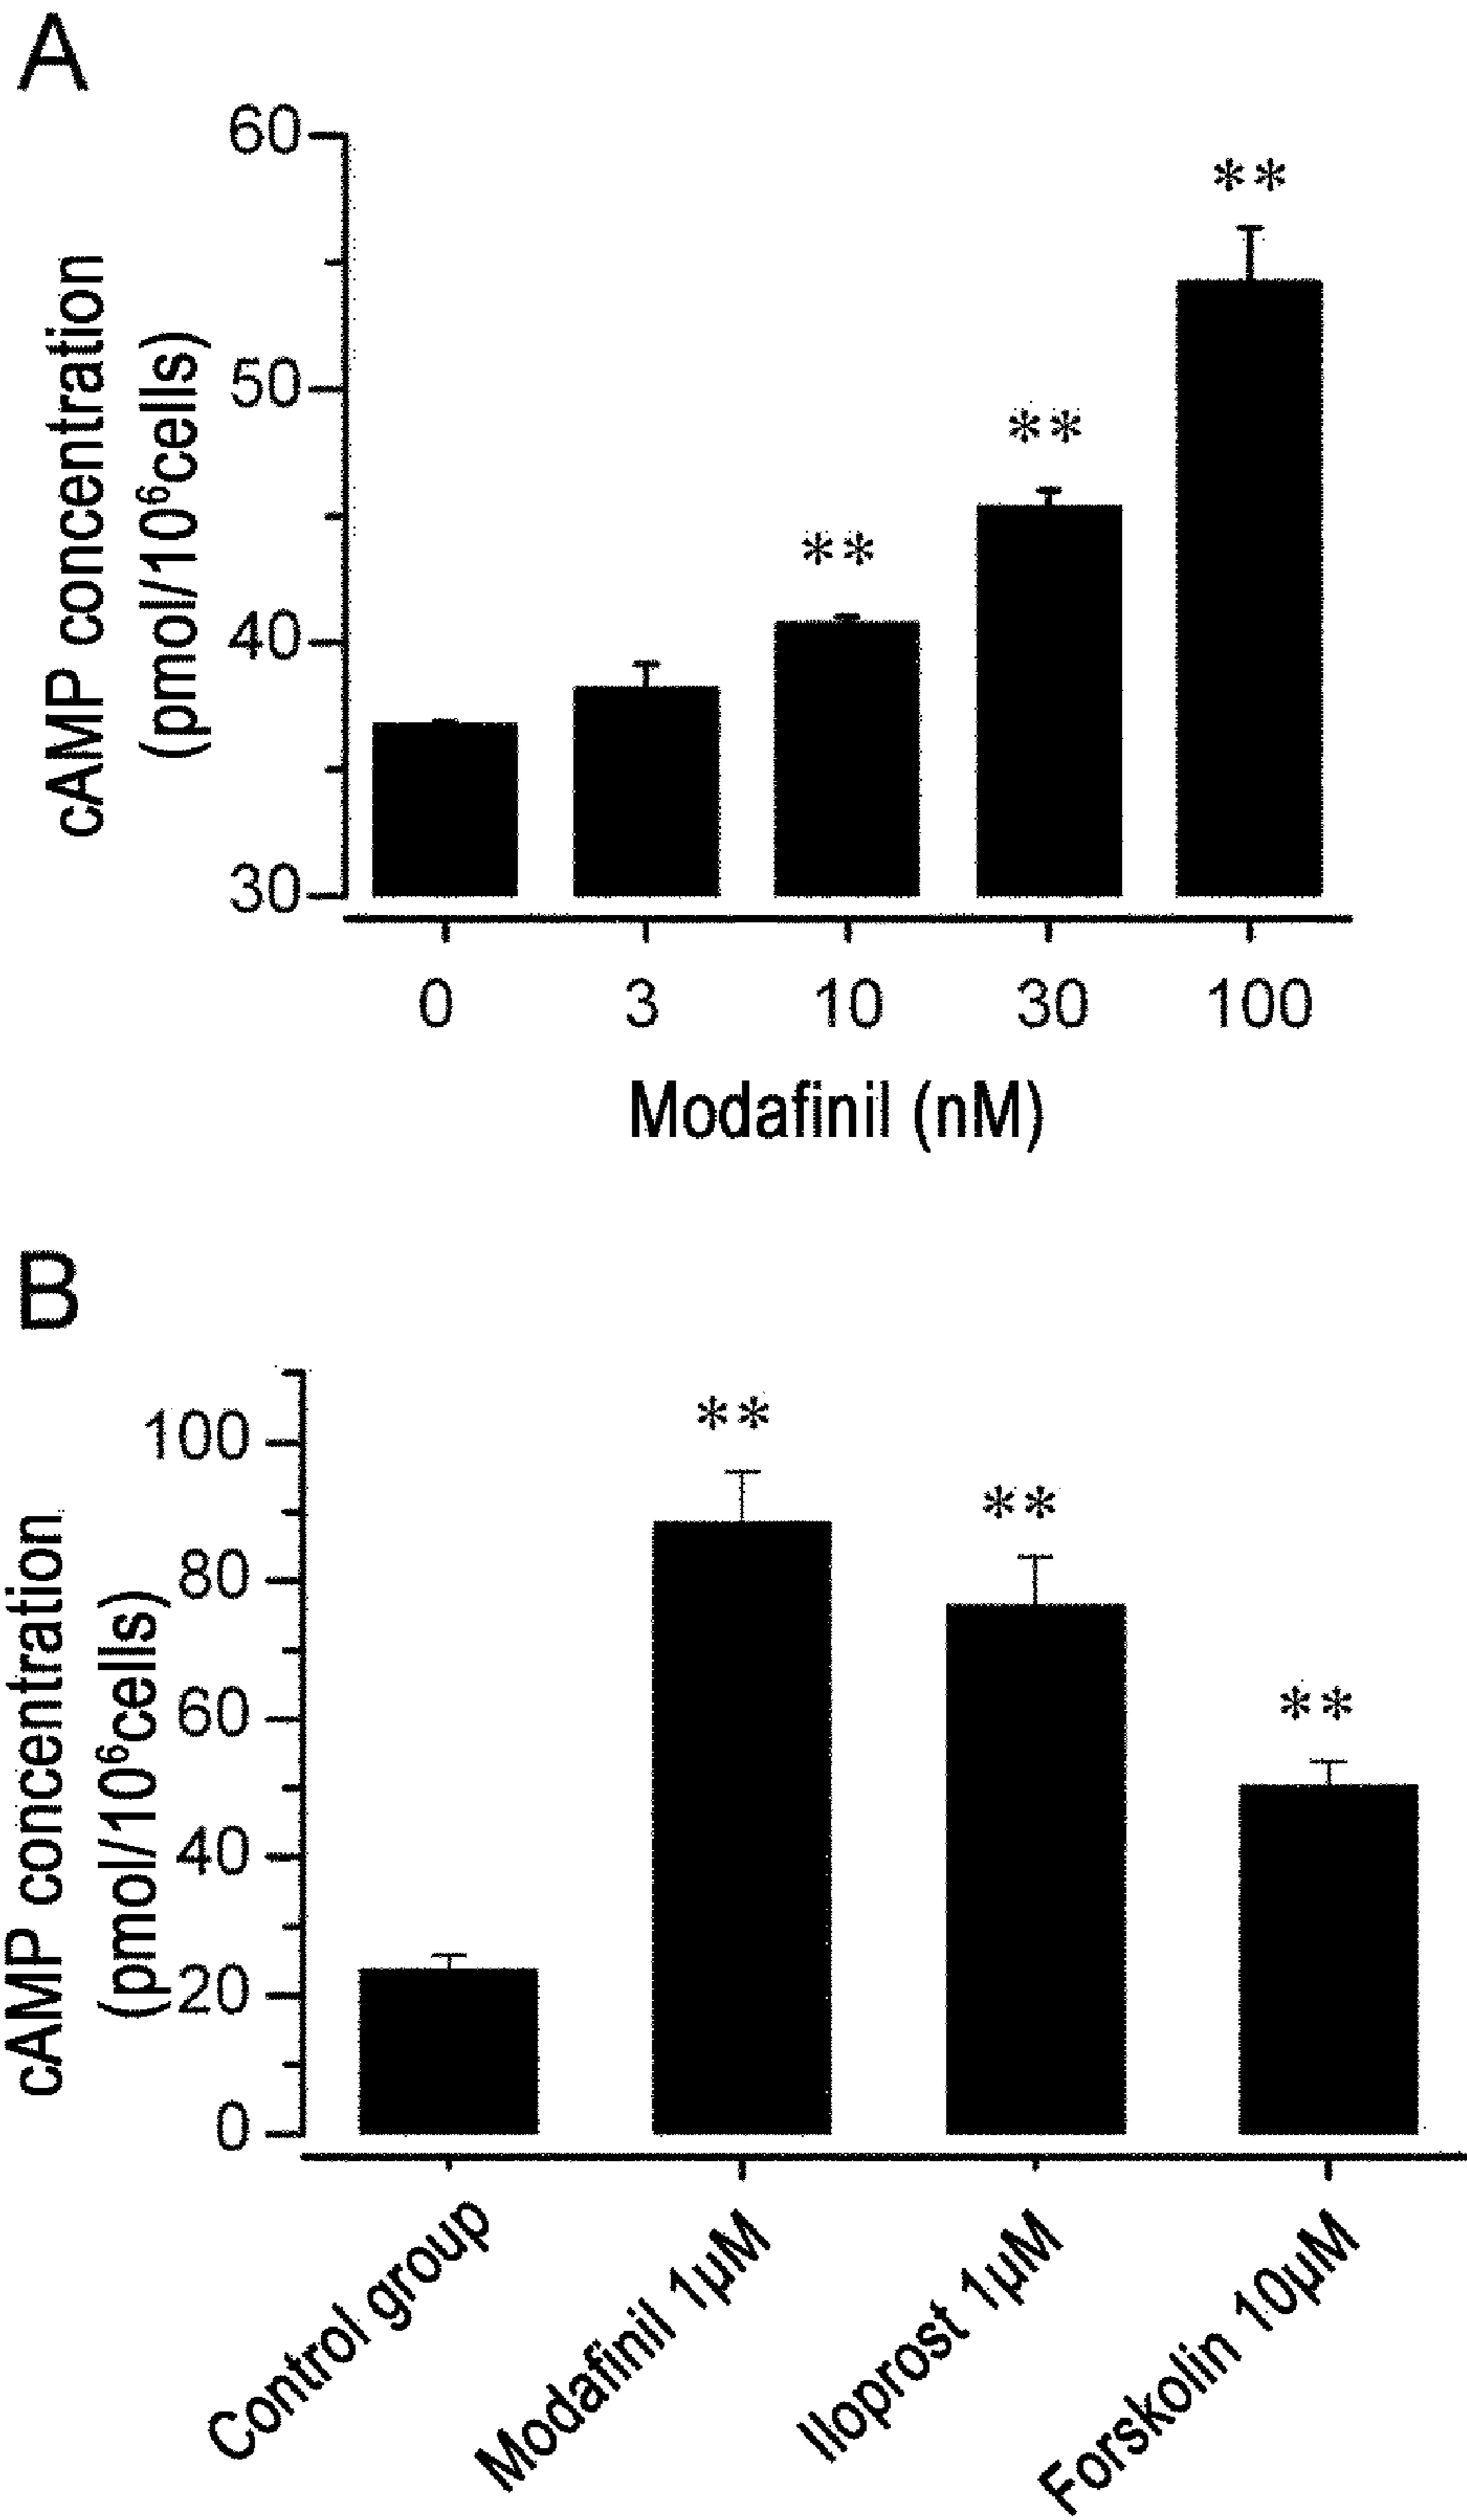 A
60
**
50
**
**
40
30
cAMP concentration
(pmol/10⁶cells)
0 3 10 30 100
Modafinil (nM)
B
100
**
**
80
60
**
40
20
0
cAMP concentration
(pmol/10⁶cells)
Control group
Modafinil 1µM
Iloprost 1µM
Forskolin 10µM